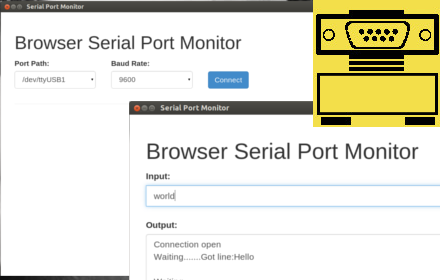 Serial Port Monitor
Browser Serial Port Monitor
Port Path: Baud Rate:
/dev/ttyUSB1 9600 Connect
Serial Port Monitor
Browser Serial Port Monitor
Input:
world
Output:
Connection open
Waiting.......Got line:Hello